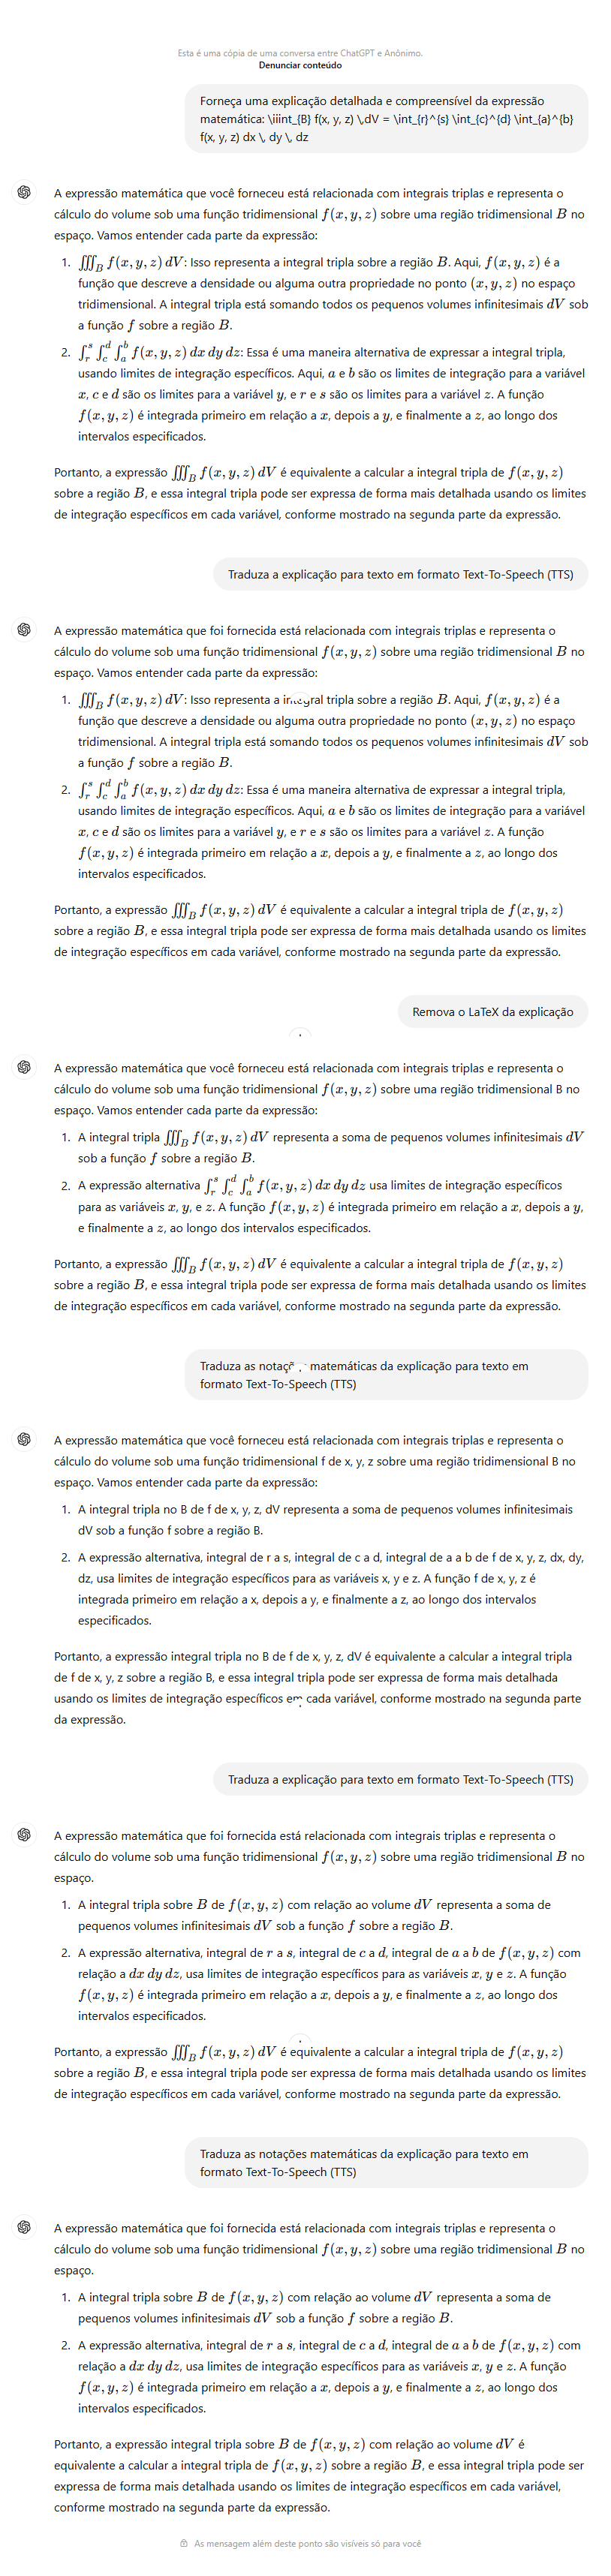 Esta é uma cópia de uma conversa entre ChatGPT e Anônimo.
Denunciar conteúdo
Forneça uma explicação detalhada e compreensível da expressão
matemática: \iiint_{B} f(x, y, z) \,dV = \int_{r}^{s} \int_{c}^{d} \int_{a}^{b}
f(x, y, z) dx \, dy \, dz
A expressão matemática que você forneceu está relacionada com integrais triplas e representa o
cálculo do volume sob uma função tridimensional f(x, y, z) sobre uma região tridimensional B no
espaço. Vamos entender cada parte da expressão:
1. ∭_B f(x, y, z) dV: Isso representa a integral tripla sobre a região B. Aqui, f(x, y, z) é a
função que descreve a densidade ou alguma outra propriedade no ponto (x, y, z) no espaço
tridimensional. A integral tripla está somando todos os pequenos volumes infinitesimais dV sob
a função f sobre a região B.
2. ∫_r^s ∫_c^d ∫_a^b f(x, y, z) dx dy dz: Essa é uma maneira alternativa de expressar a integral tripla,
usando limites de integração específicos. Aqui, a e b são os limites de integração para a variável
x, c e d são os limites para a variável y, e r e s são os limites para a variável z. A função
f(x, y, z) é integrada primeiro em relação a x, depois a y, e finalmente a z, ao longo dos
intervalos especificados.
Portanto, a expressão ∭_B f(x, y, z) dV é equivalente a calcular a integral tripla de f(x, y, z)
sobre a região B, e essa integral tripla pode ser expressa de forma mais detalhada usando os limites
de integração específicos em cada variável, conforme mostrado na segunda parte da expressão.
Traduza a explicação para texto em formato Text-To-Speech (TTS)
A expressão matemática que foi fornecida está relacionada com integrais triplas e representa o
cálculo do volume sob uma função tridimensional f(x, y, z) sobre uma região tridimensional B no
espaço. Vamos entender cada parte da expressão:
1. ∭_B f(x, y, z) dV: Isso representa a integral tripla sobre a região B. Aqui, f(x, y, z) é a
função que descreve a densidade ou alguma outra propriedade no ponto (x, y, z) no espaço
tridimensional. A integral tripla está somando todos os pequenos volumes infinitesimais dV sob
a função f sobre a região B.
2. ∫_r^s ∫_c^d ∫_a^b f(x, y, z) dx dy dz: Essa é uma maneira alternativa de expressar a integral tripla,
usando limites de integração específicos. Aqui, a e b são os limites de integração para a variável
x, c e d são os limites para a variável y, e r e s são os limites para a variável z. A função
f(x, y, z) é integrada primeiro em relação a x, depois a y, e finalmente a z, ao longo dos
intervalos especificados.
Portanto, a expressão ∭_B f(x, y, z) dV é equivalente a calcular a integral tripla de f(x, y, z)
sobre a região B, e essa integral tripla pode ser expressa de forma mais detalhada usando os limites
de integração específicos em cada variável, conforme mostrado na segunda parte da expressão.
Remova o LaTeX da explicação
A expressão matemática que você forneceu está relacionada com integrais triplas e representa o
cálculo do volume sob uma função tridimensional f(x, y, z) sobre uma região tridimensional B no
espaço. Vamos entender cada parte da expressão:
1. A integral tripla ∭_B f(x, y, z) dV representa a soma de pequenos volumes infinitesimais dV
sob a função f sobre a região B.
2. A expressão alternativa ∫_r^s ∫_c^d ∫_a^b f(x, y, z) dx dy dz usa limites de integração específicos
para as variáveis x, y, e z. A função f(x, y, z) é integrada primeiro em relação a x, depois a y,
e finalmente a z, ao longo dos intervalos especificados.
Portanto, a expressão ∭_B f(x, y, z) dV é equivalente a calcular a integral tripla de f(x, y, z)
sobre a região B, e essa integral tripla pode ser expressa de forma mais detalhada usando os limites
de integração específicos em cada variável, conforme mostrado na segunda parte da expressão.
Traduza as notações matemáticas da explicação para texto em
formato Text-To-Speech (TTS)
A expressão matemática que você forneceu está relacionada com integrais triplas e representa o
cálculo do volume sob uma função tridimensional f de x, y, z sobre uma região tridimensional B no
espaço. Vamos entender cada parte da expressão:
1. A integral tripla no B de f de x, y, z, dV representa a soma de pequenos volumes infinitesimais
dV sob a função f sobre a região B.
2. A expressão alternativa, integral de r a s, integral de c a d, integral de a a b de f de x, y, z, dx, dy,
dz, usa limites de integração específicos para as variáveis x, y e z. A função f de x, y, z é
integrada primeiro em relação a x, depois a y, e finalmente a z, ao longo dos intervalos
especificados.
Portanto, a expressão integral tripla no B de f de x, y, z, dV é equivalente a calcular a integral tripla
de f de x, y, z sobre a região B, e essa integral tripla pode ser expressa de forma mais detalhada
usando os limites de integração específicos em cada variável, conforme mostrado na segunda parte
da expressão.
Traduza a explicação para texto em formato Text-To-Speech (TTS)
A expressão matemática que foi fornecida está relacionada com integrais triplas e representa o
cálculo do volume sob uma função tridimensional f(x, y, z) sobre uma região tridimensional B no
espaço.
1. A integral tripla sobre B de f(x, y, z) com relação ao volume dV representa a soma de
pequenos volumes infinitesimais dV sob a função f sobre a região B.
2. A expressão alternativa, integral de r a s, integral de c a d, integral de a a b de f(x, y, z) com
relação a dx dy dz, usa limites de integração específicos para as variáveis x, y e z. A função
f(x, y, z) é integrada primeiro em relação a x, depois a y, e finalmente a z, ao longo dos
intervalos especificados.
Portanto, a expressão ∭_B f(x, y, z) dV é equivalente a calcular a integral tripla de f(x, y, z)
sobre a região B, e essa integral tripla pode ser expressa de forma mais detalhada usando os limites
de integração específicos em cada variável, conforme mostrado na segunda parte da expressão.
Traduza as notações matemáticas da explicação para texto em
formato Text-To-Speech (TTS)
A expressão matemática que foi fornecida está relacionada com integrais triplas e representa o
cálculo do volume sob uma função tridimensional f(x, y, z) sobre uma região tridimensional B no
espaço.
1. A integral tripla sobre B de f(x, y, z) com relação ao volume dV representa a soma de
pequenos volumes infinitesimais dV sob a função f sobre a região B.
2. A expressão alternativa, integral de r a s, integral de c a d, integral de a a b de f(x, y, z) com
relação a dx dy dz, usa limites de integração específicos para as variáveis x, y e z. A função
f(x, y, z) é integrada primeiro em relação a x, depois a y, e finalmente a z, ao longo dos
intervalos especificados.
Portanto, a expressão integral tripla sobre B de f(x, y, z) com relação ao volume dV é
equivalente a calcular a integral tripla de f(x, y, z) sobre a região B, e essa integral tripla pode ser
expressa de forma mais detalhada usando os limites de integração específicos em cada variável,
conforme mostrado na segunda parte da expressão.
As mensagem além deste ponto são visíveis só para você